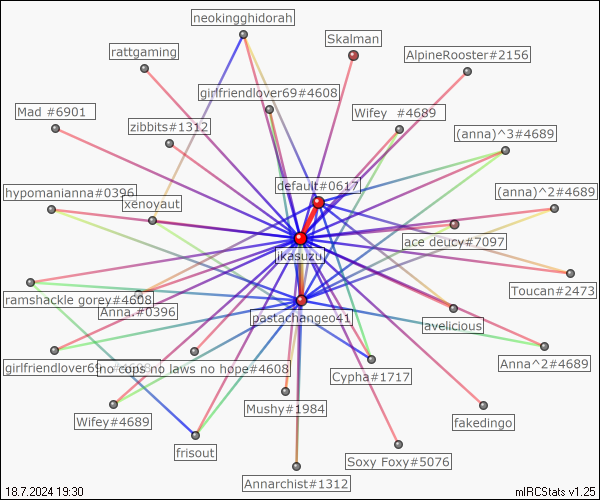 neokingghidorah
Skalman
rattgaming
AlpineRooster#2156
girlfriendlover69#4608
Mad #6901
Wifey  #4689
zibbits#1312
(anna)^3#4689
default#0617
hypomanianna#0396
(anna)^2#4689
xenoyaut
ace deucy#7097
ikasuzu
Toucan#2473
ramshackle gorey#4608
Anna.#0396
pastachangeo41
avelicious
girlfriendlover69
no cops no laws no hope#4608
Anna^2#4689
Cypha#1717
Mushy#1984
fakedingo
Wifey#4689
frisout
Soxy Foxy#5076
Annarchist#1312
18.7.2024 19:30
mIRCStats v1.25